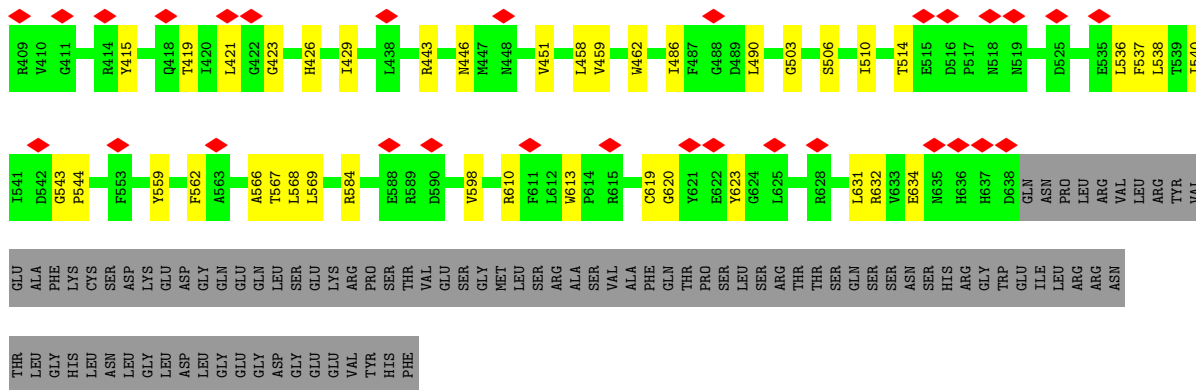 R409 V410 G411 R414 Y415 Q418 T419 I420 L421 G422 G423 H426 I429 L438 R443 N446 M447 N448 V451 L458 V459 W462 I486 F487 G488 D489 L490 G503 S506 I510 T514 E515 D516 P517 N518 N519 D525 E535 L536 F537 L538 T539 I540
I541 D542 G543 P544 F553 Y559 F562 A563 A566 T567 L568 L569 R584 E588 R589 D590 V598 R610 F611 L612 W613 P614 R615 C619 G620 Y621 E622 Y623 G624 L625 R628 L631 R632 V633 E634 N635 H636 H637 D638 GLN ASN PRO LEU ARG VAL LEU ARG TYR VAL
GLU ALA PHE LYS CYS SER ASP LYS GLU ASP GLY GLN GLU GLN LEU SER GLU LYS ARG PRO SER THR VAL GLU SER GLY MET LEU SER ARG ALA SER VAL ALA PHE GLN THR PRO SER LEU SER ARG THR THR SER GLN SER SER ASN SER HIS ARG GLY TRP GLU ILE LEU ARG ARG ASN
THR LEU GLY HIS LEU ASN LEU GLY LEU ASP LEU GLY GLU GLY ASP GLY GLU GLU VAL TYR HIS PHE